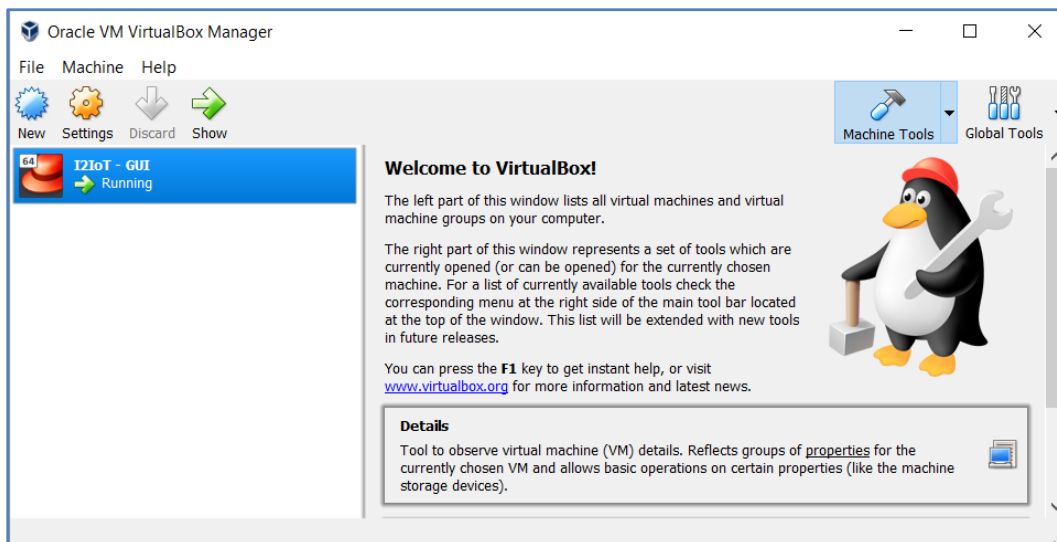 Oracle VM VirtualBox Manager
File Machine Help
New Settings Discard Show
Machine Tools Global Tools
64
I2IoT - GUI
Running
Welcome to VirtualBox!
The left part of this window lists all virtual machines and virtual
machine groups on your computer.
The right part of this window represents a set of tools which are
currently opened (or can be opened) for the currently chosen
machine. For a list of currently available tools check the
corresponding menu at the right side of the main tool bar located
at the top of the window. This list will be extended with new tools
in future releases.
You can press the F1 key to get instant help, or visit
www.virtualbox.org for more information and latest news.
Details
Tool to observe virtual machine (VM) details. Reflects groups of properties for the
currently chosen VM and allows basic operations on certain properties (like the machine
storage devices).